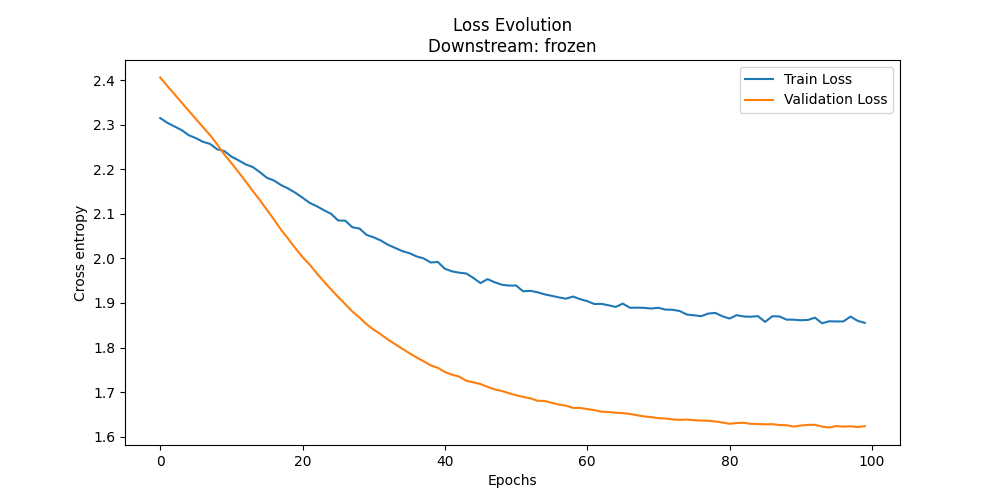 Loss Evolution
Downstream: frozen
Train Loss
Validation Loss
Cross entropy
2.4
2.3
2.2
2.1
2.0
1.9
1.8
1.7
1.6
0 20 40 60 80 100
Epochs